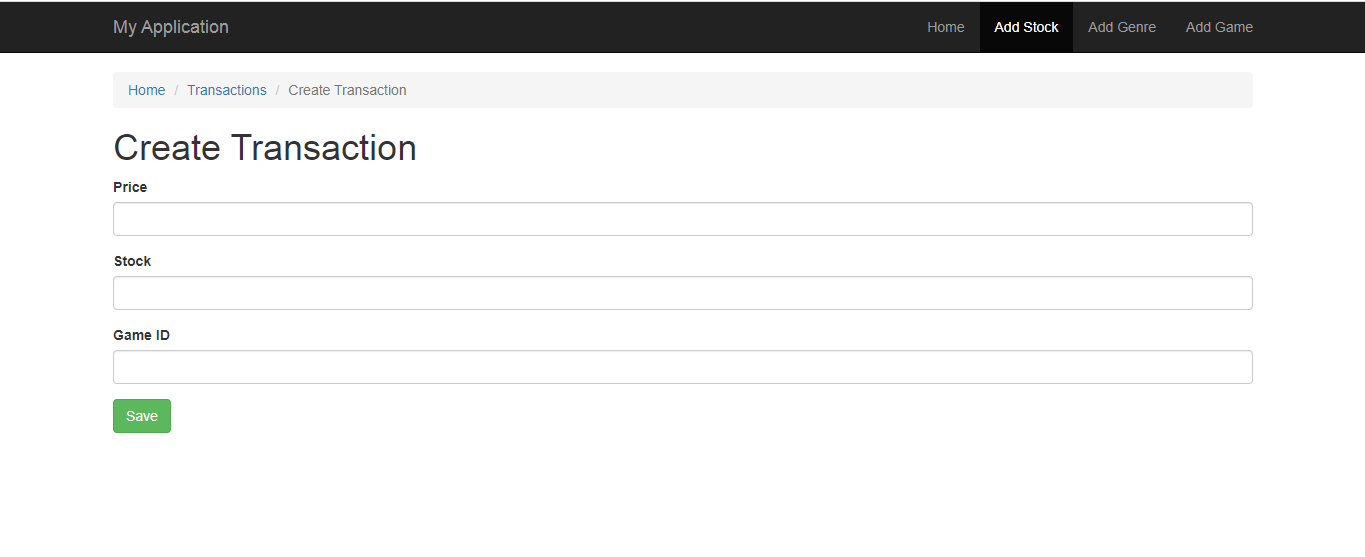 My Application Home Add Stock Add Genre Add Game
Home / Transactions / Create Transaction
Create Transaction
Price
Stock
Game ID
Save